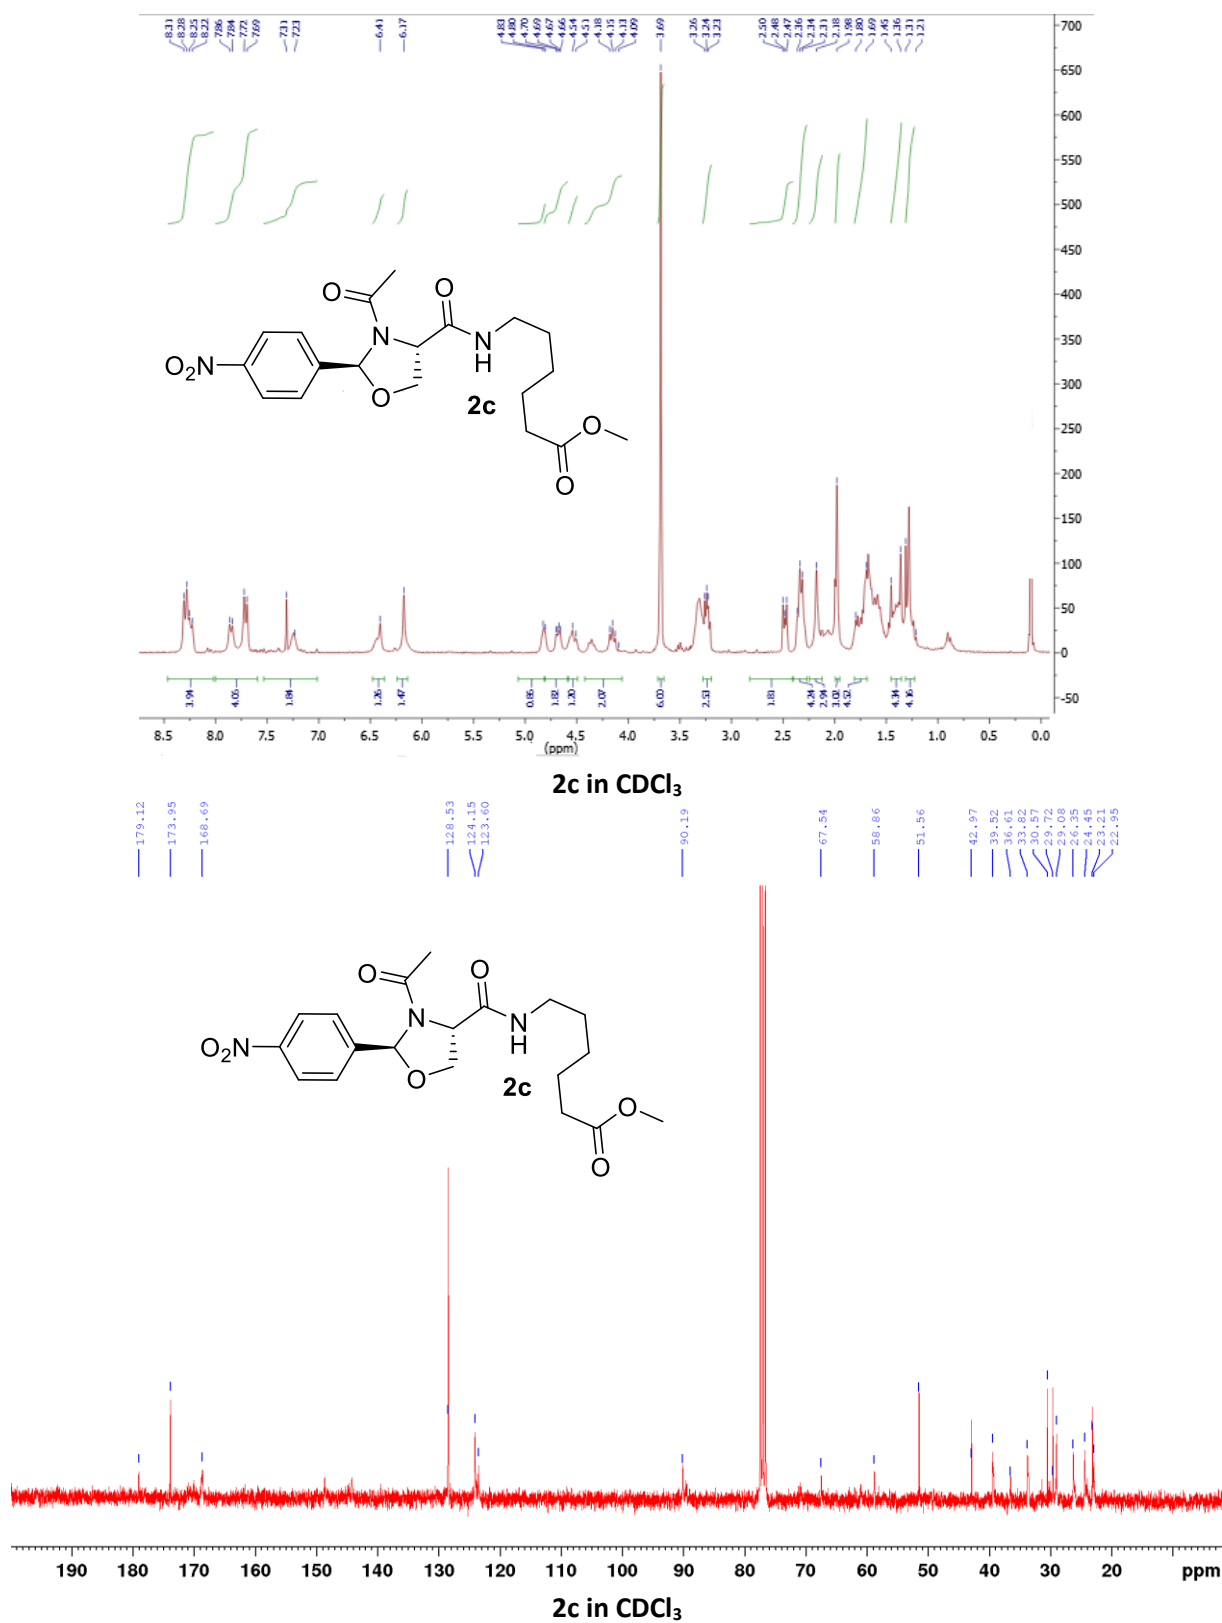 8.31 8.28 8.25 8.22 7.86 7.84 7.72 7.69 7.31 7.23 6.41 6.17 4.83 4.80 4.70 4.69 4.67 4.66 4.54 4.51 4.18 4.15 4.13 4.09 3.69 3.26 3.24 3.23 2.50 2.48 2.47 2.36 2.34 2.31 2.18 1.98 1.80 1.69 1.45 1.36 1.31 1.21
700
650
600
550
500
450
400
350
300
250
200
150
100
50
0
-50
O
N
O
N
H
O2N
O
2c
O
O
3.94 4.05 1.84 1.26 1.47 0.86 1.82 1.20 2.07 6.00 2.53 1.83 4.24 2.94 3.02 4.52 4.34 4.16
8.5 8.0 7.5 7.0 6.5 6.0 5.5 5.0 4.5 4.0 3.5 3.0 2.5 2.0 1.5 1.0 0.5 0.0
(ppm)
2c in CDCl3
179.12 173.95 168.69 128.53 124.15 123.60 90.19 67.54 58.86 51.56 42.97 39.52 36.61 33.82 30.57 29.72 29.08 26.35 24.45 23.21 22.95
O
N
O
N
H
O2N
O
2c
O
O
190 180 170 160 150 140 130 120 110 100 90 80 70 60 50 40 30 20 ppm
2c in CDCl3